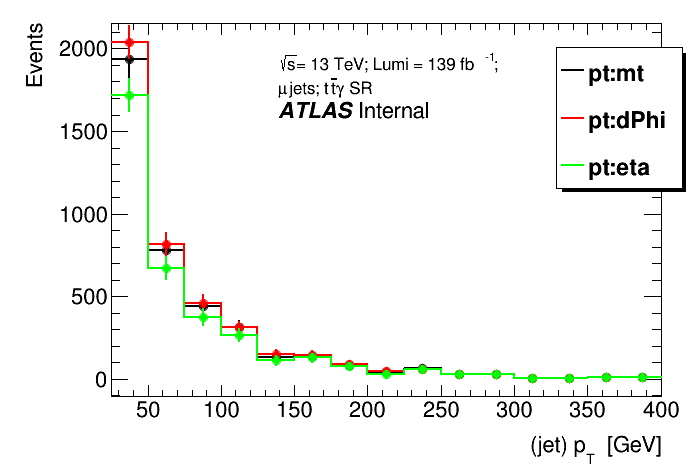 Events
2000
1500
1000
500
0
√s= 13 TeV; Lumi = 139 fb⁻¹;
μjets; tt̄γ SR
ATLAS Internal
pt:mt
pt:dPhi
pt:eta
50 100 150 200 250 300 350 400
(jet) p_T [GeV]